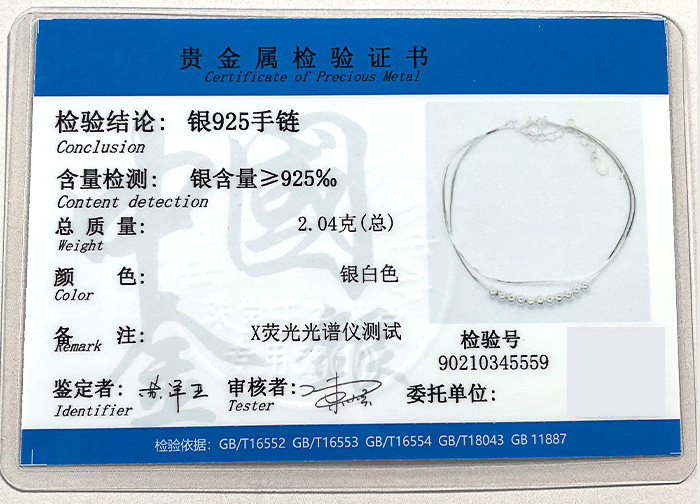 贵金属检验证书
Certificate of Precious Metal
检验结论: 银925手链
Conclusion
含量检测: 银含量≥925‰
Content detection
总质量: 2.04克(总)
Weight
颜色: 银白色
Color
备注: X荧光光谱仪测试
Remark
检验号
90210345559
鉴定者:
Identifier
审核者:
Tester
委托单位:
检验依据: GB/T16552 GB/T16553 GB/T16554 GB/T18043 GB 11887